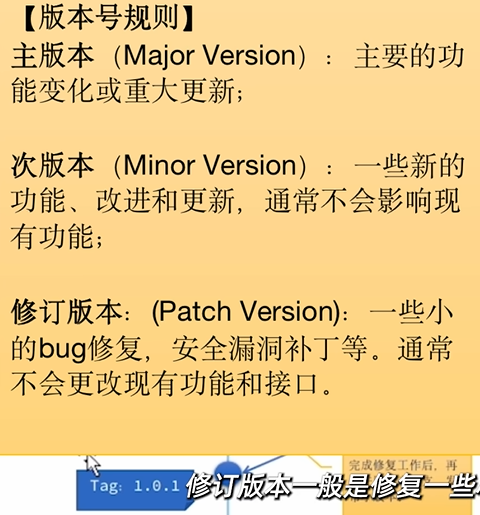 【版本号规则】
主版本（Major Version）：主要的功
能变化或重大更新；
次版本（Minor Version）：一些新的
功能、改进和更新，通常不会影响现
有功能；
修订版本：(Patch Version)：一些小
的bug修复，安全漏洞补丁等。通常
不会更改现有功能和接口。
完成修复工作后，再
Tag: 1.0.1
修订版本一般是修复一些